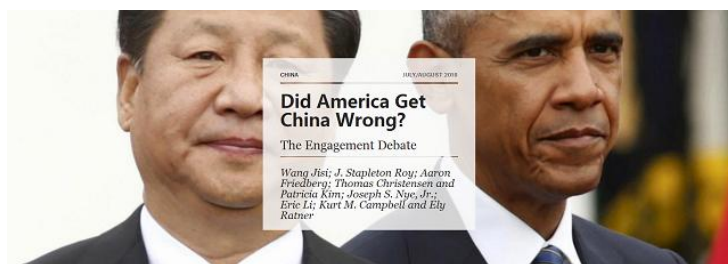 CHINA JULY/AUGUST 2018
Did America Get
China Wrong?
The Engagement Debate
Wang Jisi; J. Stapleton Roy; Aaron
Friedberg; Thomas Christensen and
Patricia Kim; Joseph S. Nye, Jr.;
Eric Li; Kurt M. Campbell and Ely
Ratner